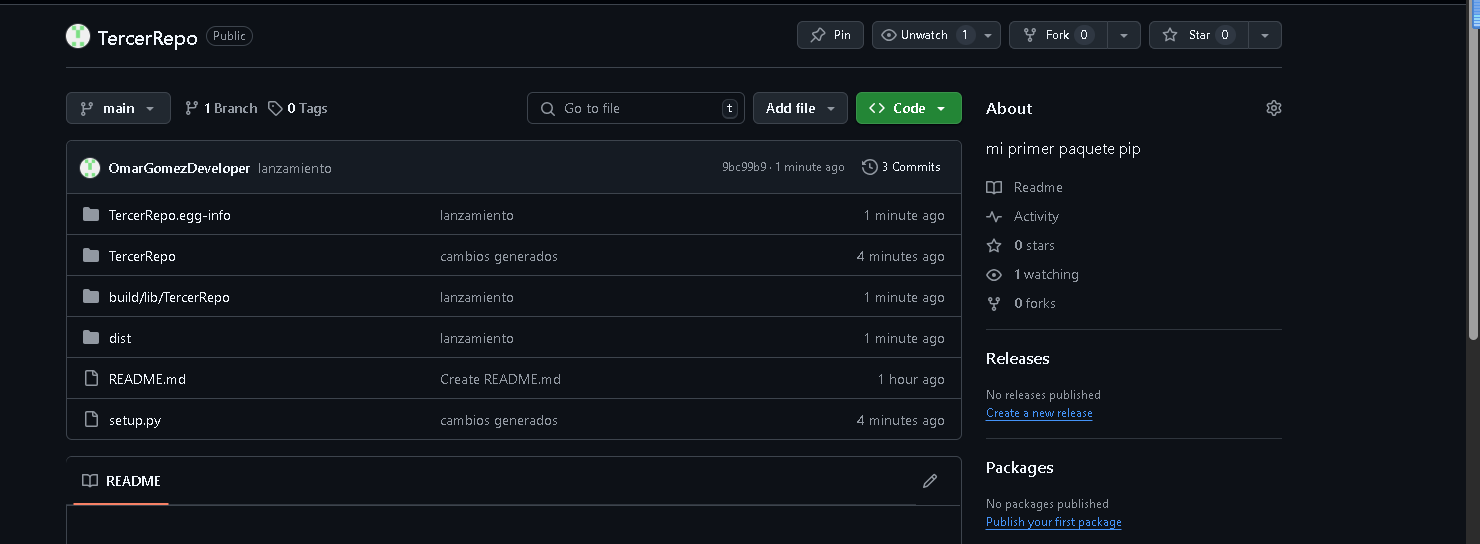 TercerRepo Public Pin Unwatch 1 Fork 0 Star 0
main 1 Branch 0 Tags Go to file t Add file Code
OmarGomezDeveloper lanzamiento 9bc99b9 · 1 minute ago 3 Commits
TercerRepo.egg-info lanzamiento 1 minute ago
TercerRepo cambios generados 4 minutes ago
build/lib/TercerRepo lanzamiento 1 minute ago
dist lanzamiento 1 minute ago
README.md Create README.md 1 hour ago
setup.py cambios generados 4 minutes ago
README
About
mi primer paquete pip
Readme
Activity
0 stars
1 watching
0 forks
Releases
No releases published
Create a new release
Packages
No packages published
Publish your first package